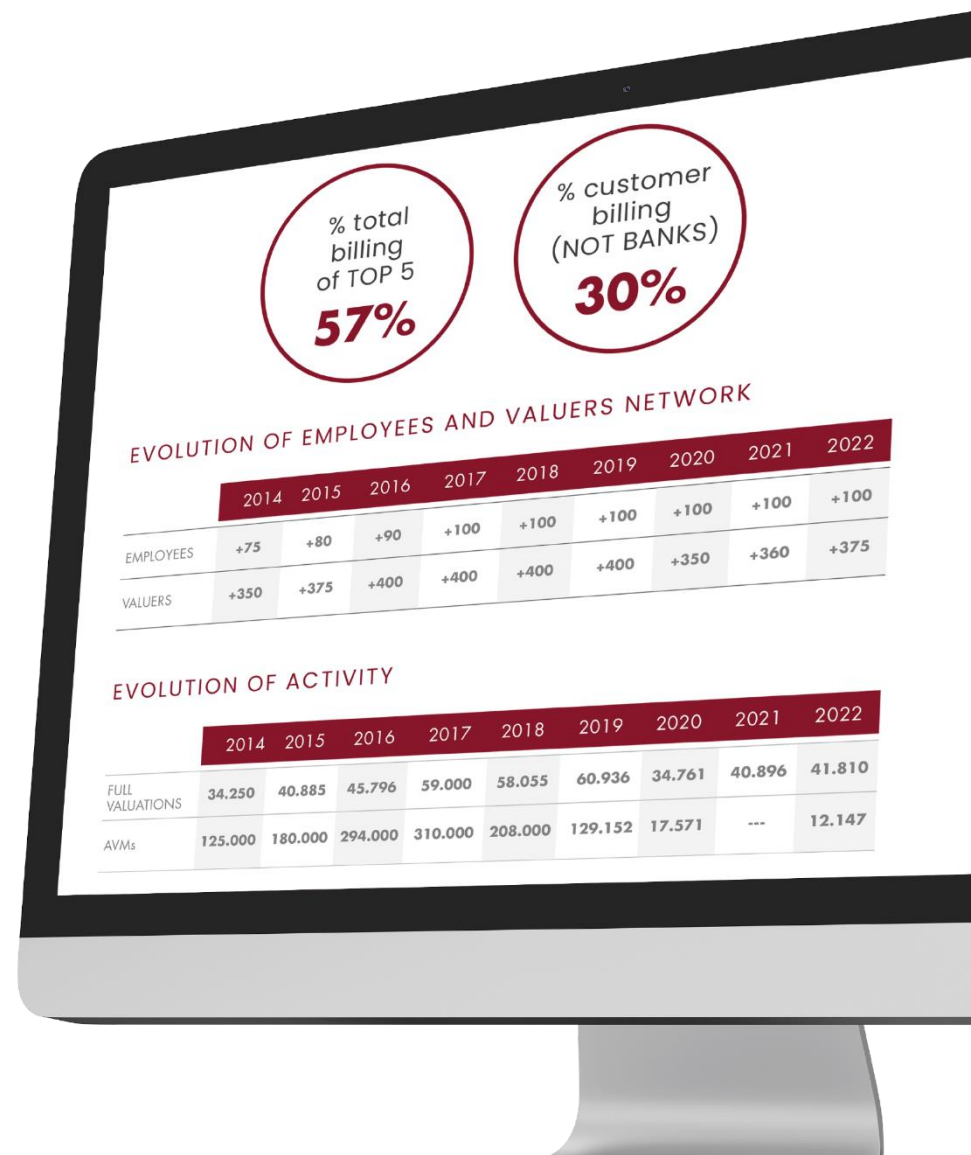 % total
billing
of TOP 5
57%
% customer
billing
(NOT BANKS)
30%
EVOLUTION OF EMPLOYEES AND VALUERS NETWORK
2014 2015 2016 2017 2018 2019 2020 2021 2022
EMPLOYEES +75 +80 +90 +100 +100 +100 +100 +100 +100
VALUERS +350 +375 +400 +400 +400 +400 +350 +360 +375
EVOLUTION OF ACTIVITY
2014 2015 2016 2017 2018 2019 2020 2021 2022
FULL
VALUATIONS 34.250 40.885 45.796 59.000 58.055 60.936 34.761 40.896 41.810
AVMs 125.000 180.000 294.000 310.000 208.000 129.152 17.571 --- 12.147